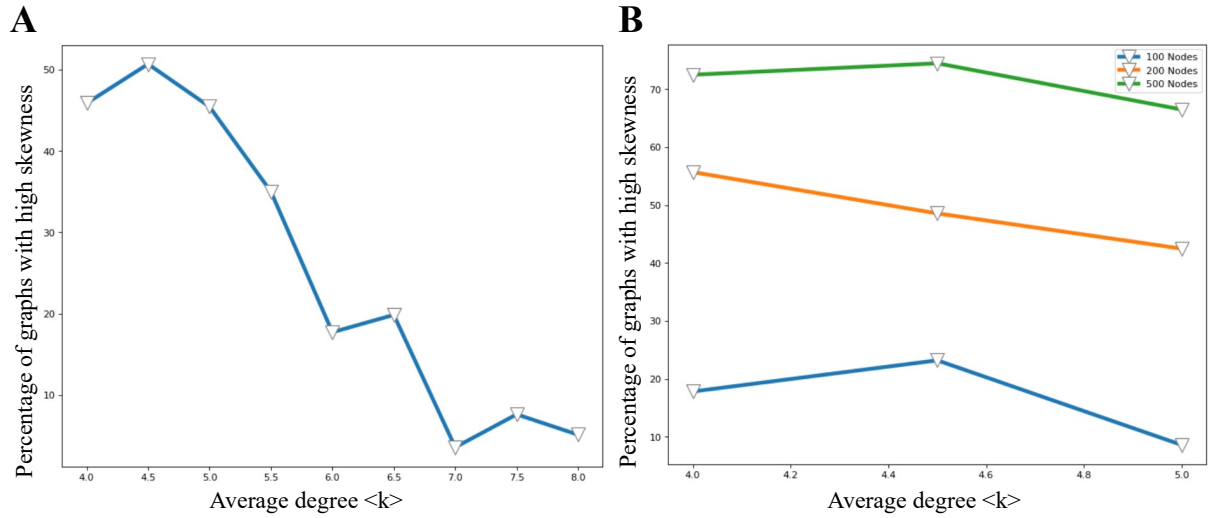 A
B
Percentage of graphs with high skewness
50
40
30
20
10
4.0 4.5 5.0 5.5 6.0 6.5 7.0 7.5 8.0
Average degree <k>
Percentage of graphs with high skewness
70
60
50
40
30
20
10
100 Nodes
200 Nodes
500 Nodes
4.0 4.2 4.4 4.6 4.8 5.0
Average degree <k>